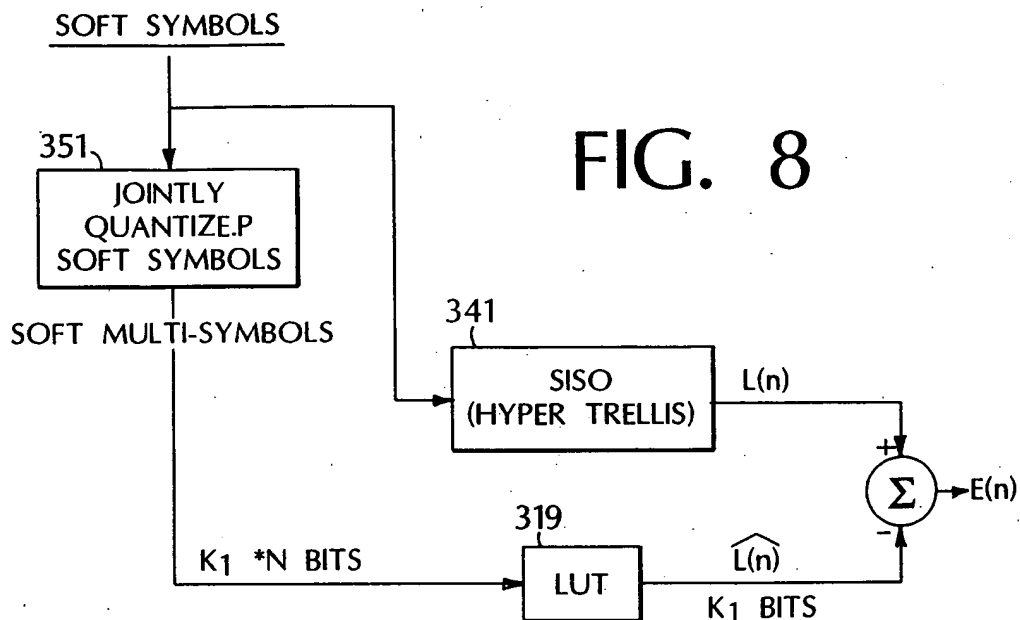 SOFT SYMBOLS
FIG. 8
351
JOINTLY
QUANTIZE.P
SOFT SYMBOLS
SOFT MULTI-SYMBOLS
341
SISO
(HYPER TRELLIS)
L(n)
+
Σ
E(n)
-
319
K1 *N BITS
LUT
L̂(n)
K1 BITS